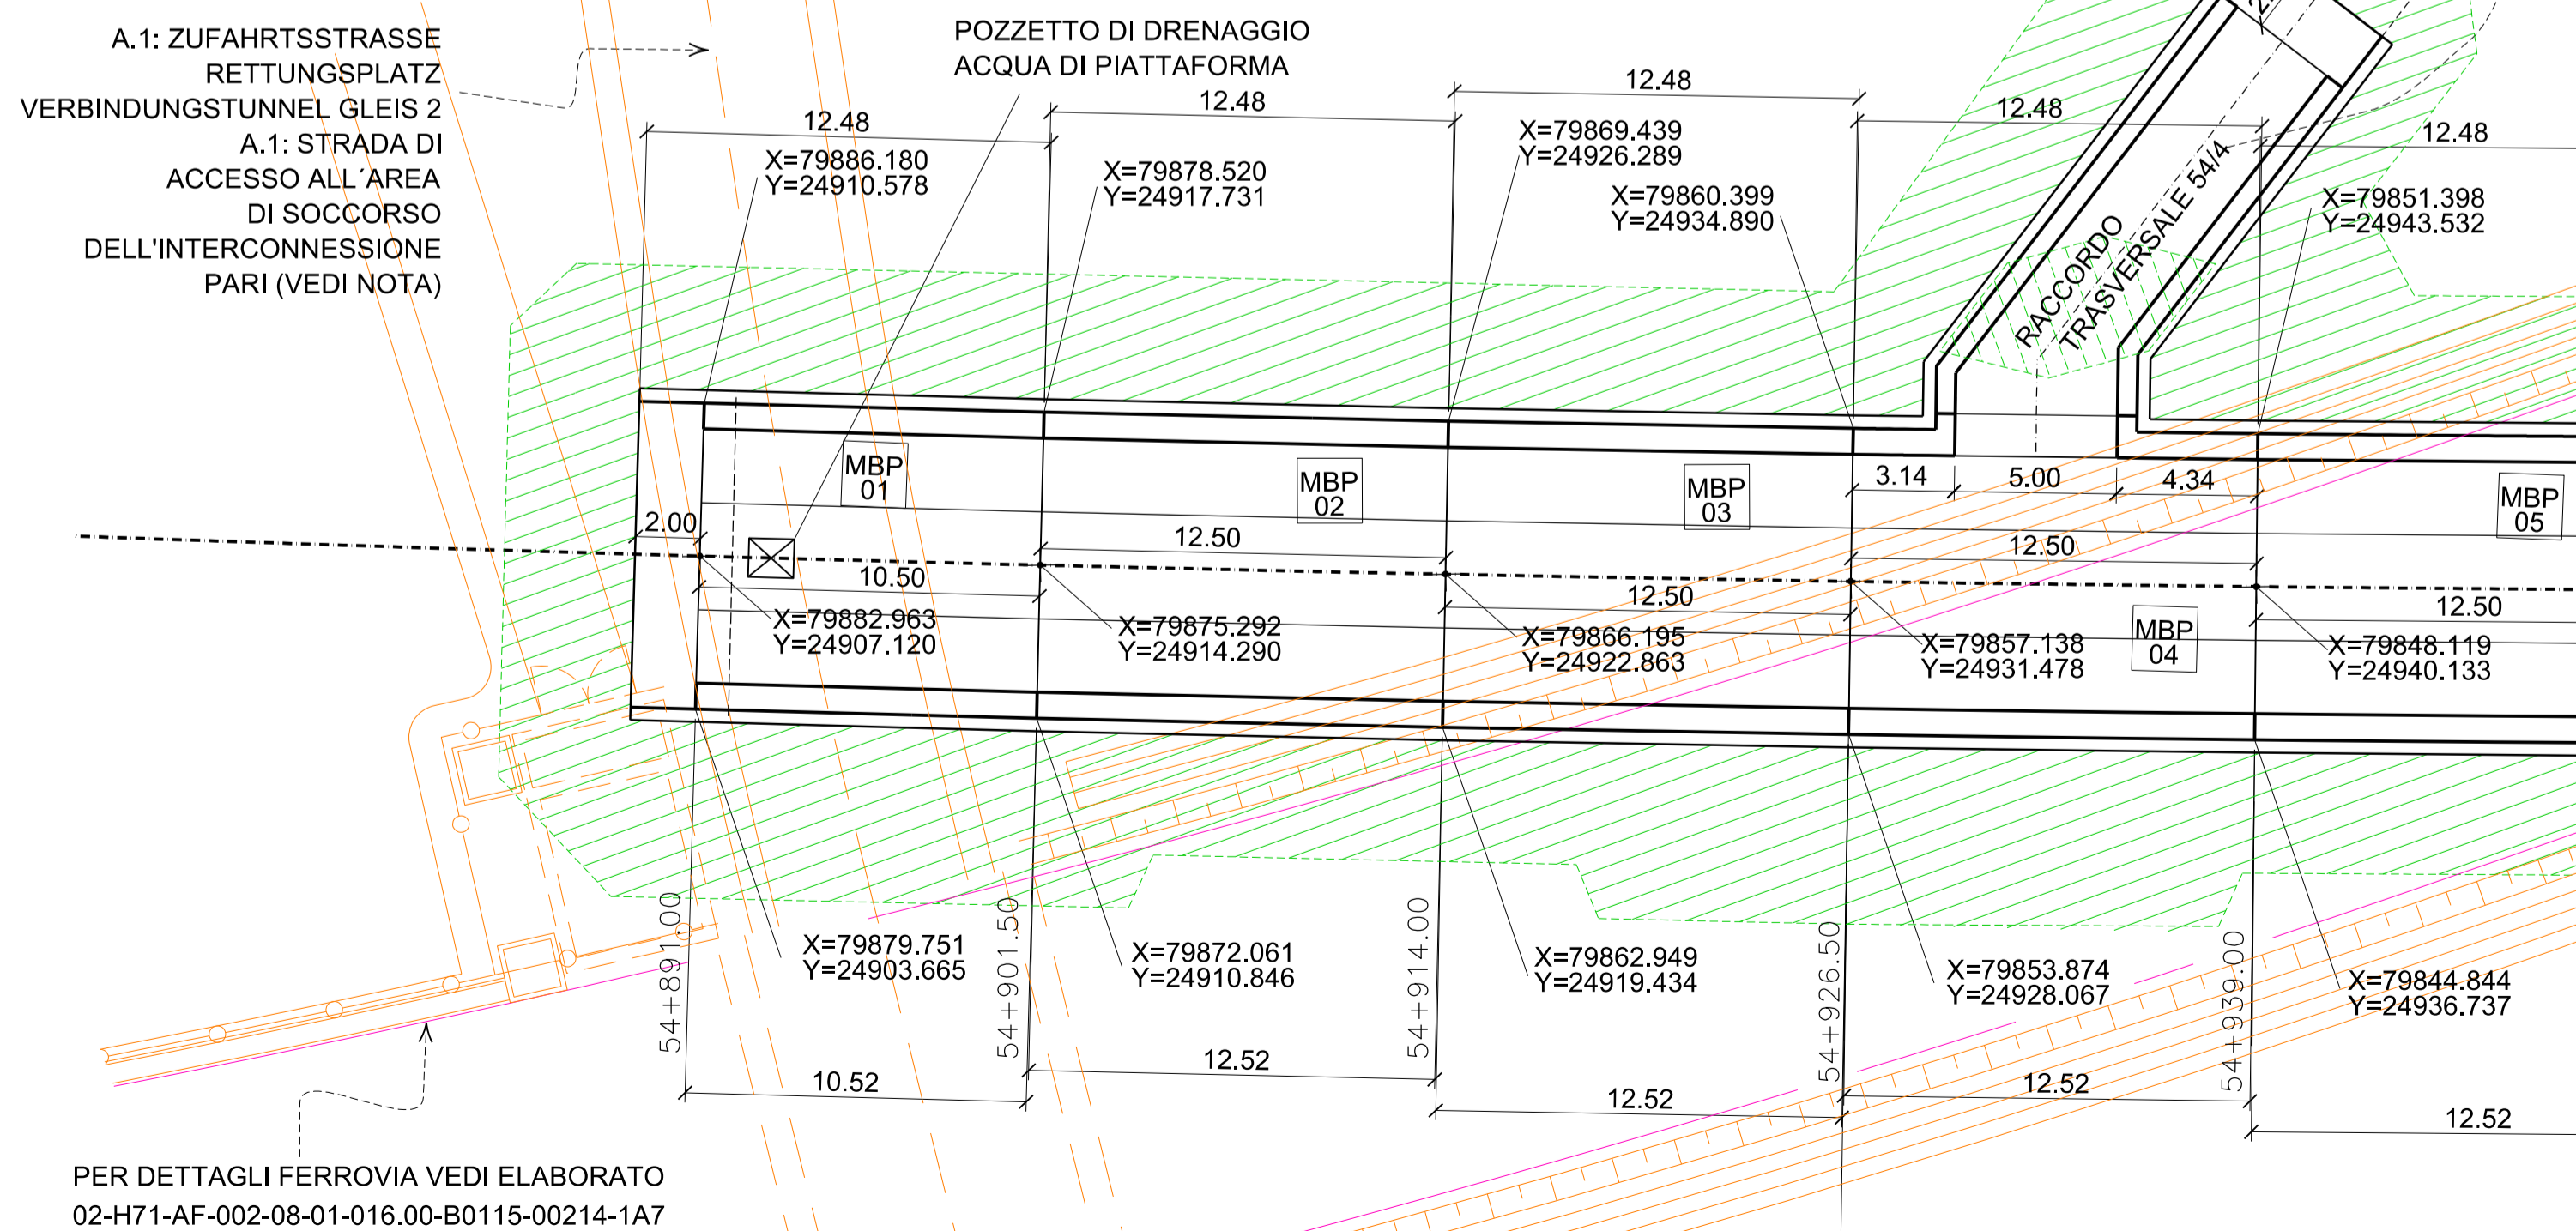 A.1: ZUFAHRTSSTRASSE
RETTUNGSPLATZ
VERBINDUNGSTUNNEL GLEIS 2
A.1: STRADA DI
ACCESSO ALL´AREA
DI SOCCORSO
DELL'INTERCONNESSIONE
PARI (VEDI NOTA)
POZZETTO DI DRENAGGIO
ACQUA DI PIATTAFORMA
12.48
12.48
12.48
12.48
12.48
X=79886.180
Y=24910.578
X=79878.520
Y=24917.731
X=79869.439
Y=24926.289
X=79860.399
Y=24934.890
X=79851.398
Y=24943.532
RACCORDO
TRASVERSALE 54/4
MBP
01
MBP
02
MBP
03
MBP
05
3.14
5.00
4.34
2.00
12.50
12.50
10.50
12.50
12.50
X=79882.963
Y=24907.120
X=79875.292
Y=24914.290
X=79866.195
Y=24922.863
X=79857.138
Y=24931.478
MBP
04
X=79848.119
Y=24940.133
54+891.00
54+901.50
54+914.00
54+926.50
54+939.00
X=79879.751
Y=24903.665
X=79872.061
Y=24910.846
X=79862.949
Y=24919.434
X=79853.874
Y=24928.067
X=79844.844
Y=24936.737
10.52
12.52
12.52
12.52
12.52
PER DETTAGLI FERROVIA VEDI ELABORATO
02-H71-AF-002-08-01-016.00-B0115-00214-1A7